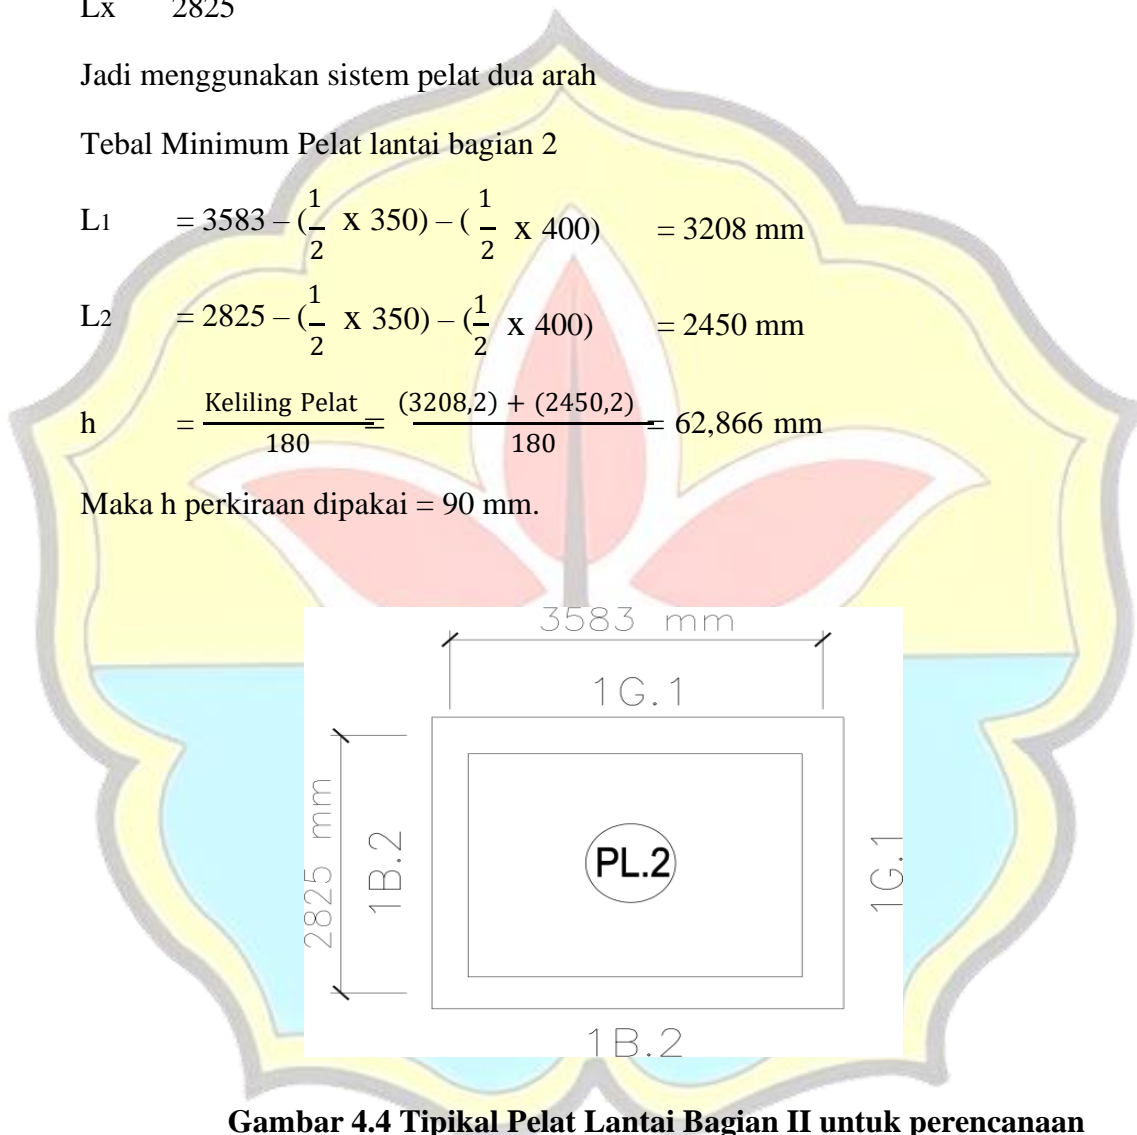 Lx 2825
Jadi menggunakan sistem pelat dua arah
Tebal Minimum Pelat lantai bagian 2
L1 = 3583 – (1/2 x 350) – (1/2 x 400) = 3208 mm
L2 = 2825 – (1/2 x 350) – (1/2 x 400) = 2450 mm
h = Keliling Pelat/180 = (3208,2) + (2450,2)/180 = 62,866 mm
Maka h perkiraan dipakai = 90 mm.
3583 mm
1G.1
2825 mm
1B.2
PL.2
1G.1
1B.2
Gambar 4.4 Tipikal Pelat Lantai Bagian II untuk perencanaan